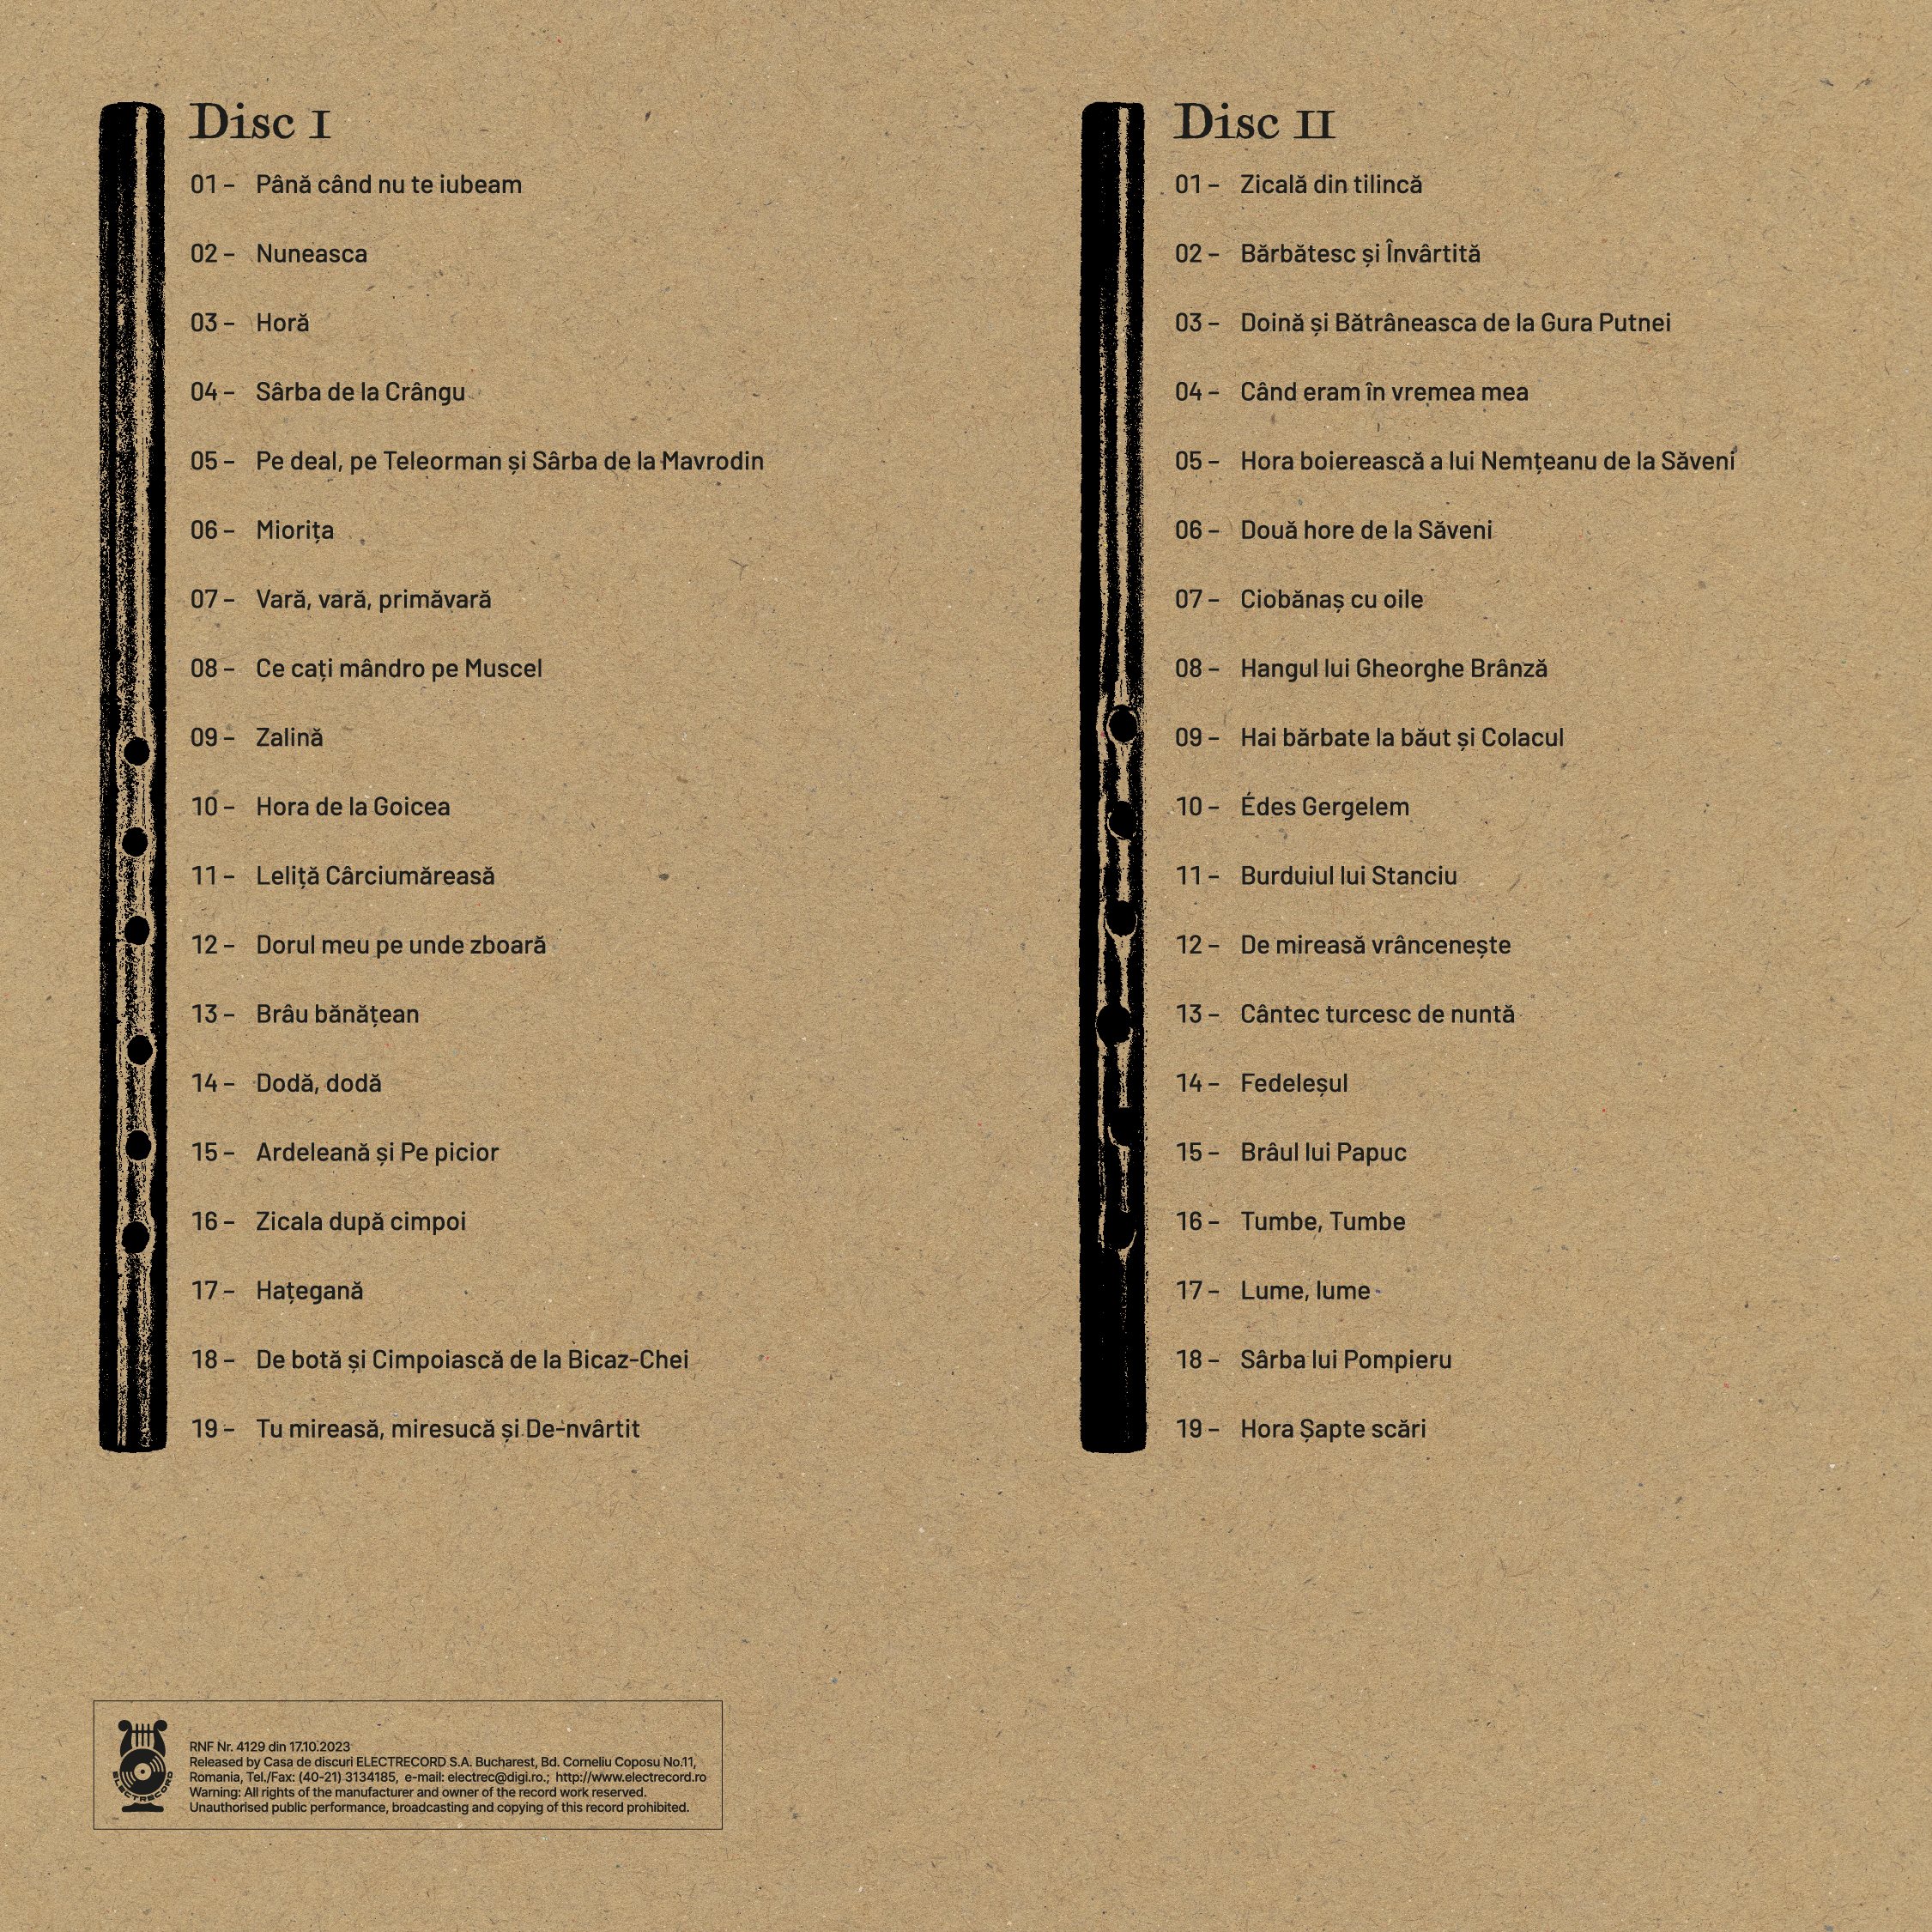 Disc I
01 – Până când nu te iubeam
02 – Nuneasca
03 – Horă
04 – Sârba de la Crângu
05 – Pe deal, pe Teleorman și Sârba de la Mavrodin
06 – Miorița
07 – Vară, vară, primăvară
08 – Ce cați mândro pe Muscel
09 – Zalină
10 – Hora de la Goicea
11 – Leliță Cârciumăreasă
12 – Dorul meu pe unde zboară
13 – Brâu bănățean
14 – Dodă, dodă
15 – Ardeleană și Pe picior
16 – Zicala după cimpoi
17 – Hațegană
18 – De botă și Cimpoiască de la Bicaz-Chei
19 – Tu mireasă, miresucă și De-nvârtit
Disc II
01 – Zicală din tilincă
02 – Bărbătesc și Învârtită
03 – Doină și Bătrâneasca de la Gura Putnei
04 – Când eram în vremea mea
05 – Hora boierească a lui Nemțeanu de la Săveni
06 – Două hore de la Săveni
07 – Ciobănaș cu oile
08 – Hangul lui Gheorghe Brânză
09 – Hai bărbate la băut și Colacul
10 – Édes Gergelem
11 – Burduiul lui Stanciu
12 – De mireasă vrâncenește
13 – Cântec turcesc de nuntă
14 – Fedeleșul
15 – Brâul lui Papuc
16 – Tumbe, Tumbe
17 – Lume, lume
18 – Sârba lui Pompieru
19 – Hora Șapte scări
ELECTRECORD
RNF Nr. 4129 din 17.10.2023
Released by Casa de discuri ELECTRECORD S.A. Bucharest, Bd. Corneliu Coposu No.11,
Romania, Tel./Fax: (40-21) 3134185, e-mail: electrec@digi.ro.; http://www.electrecord.ro
Warning: All rights of the manufacturer and owner of the record work reserved.
Unauthorised public performance, broadcasting and copying of this record prohibited.